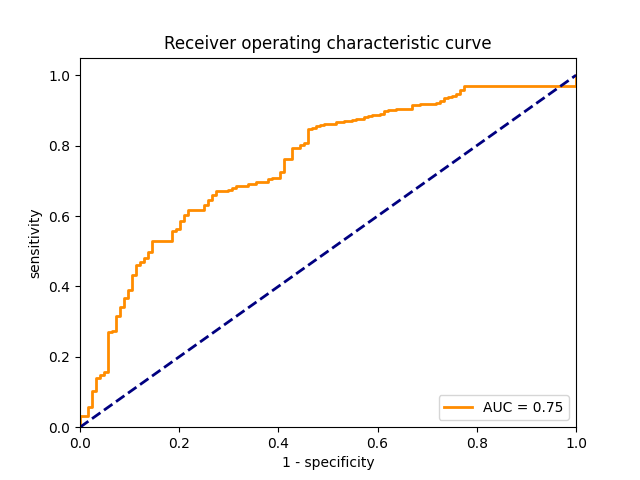 Receiver operating characteristic curve
1.0
0.8
0.6
0.4
0.2
0.0
sensitivity
AUC = 0.75
0.0 0.2 0.4 0.6 0.8 1.0
1 - specificity